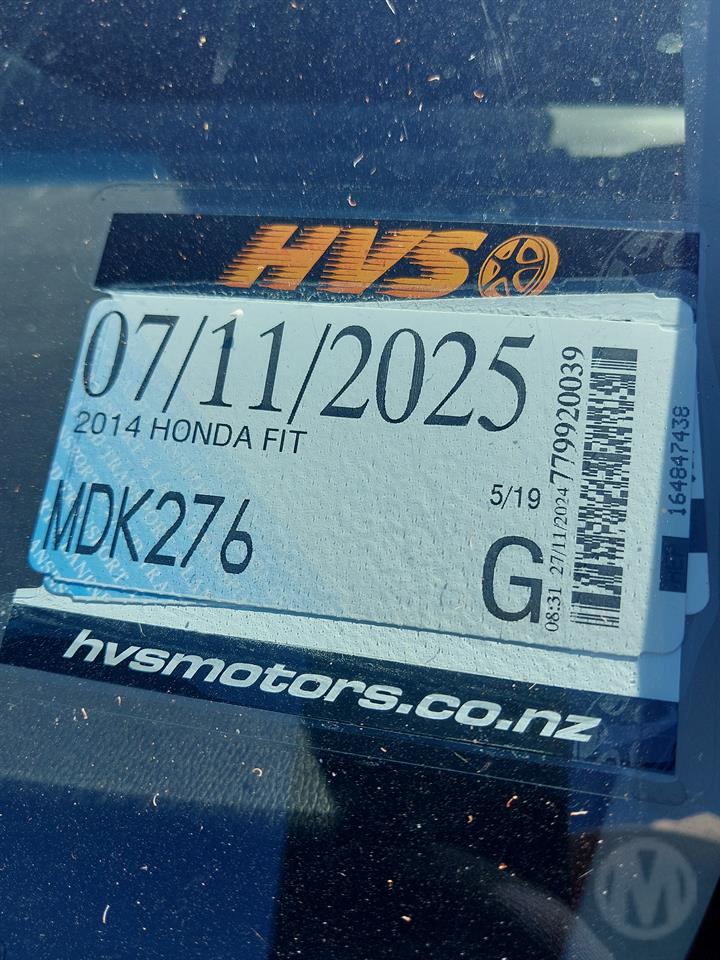 HVS
07/11/2025
2014 HONDA FIT
MDK276
5/19
G
08:31 27/11/2024 779920039
164847438
hvsmotors.co.nz
M